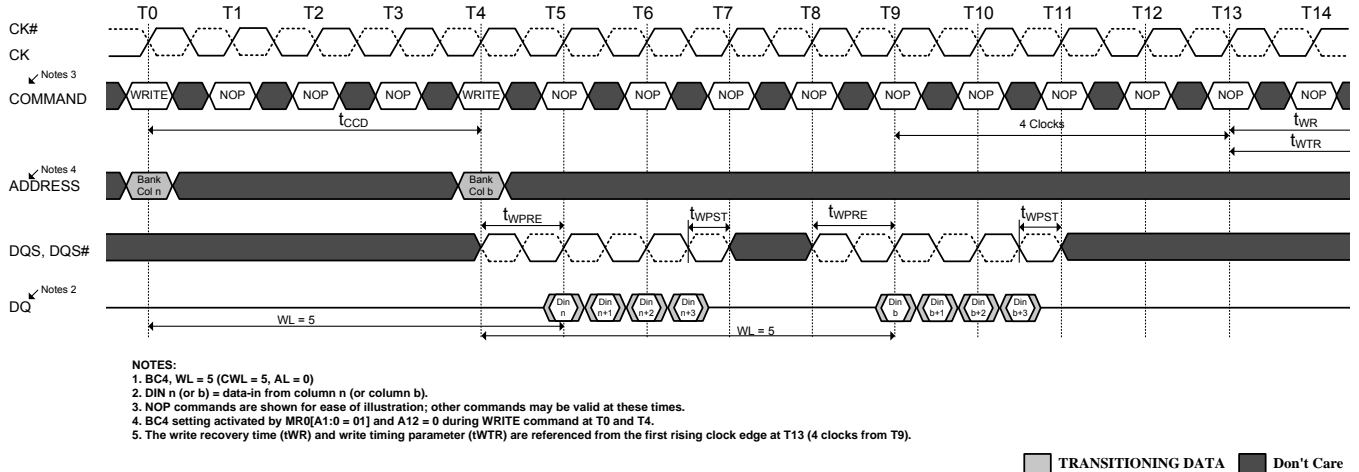 T0 T1 T2 T3 T4 T5 T6 T7 T8 T9 T10 T11 T12 T13 T14
CK#
CK
Notes 3
COMMAND WRITE NOP NOP NOP WRITE NOP NOP NOP NOP NOP NOP NOP NOP NOP NOP
tCCD 4 Clocks tWR
tWTR
Notes 4
ADDRESS Bank Col n Bank Col b
tWPRE tWPST tWPRE tWPST
DQS, DQS#
Notes 2
DQ Din n Din n+1 Din n+2 Din n+3 Din b Din b+1 Din b+2 Din b+3
WL = 5 WL = 5
NOTES:
1. BC4, WL = 5 (CWL = 5, AL = 0)
2. DIN n (or b) = data-in from column n (or column b).
3. NOP commands are shown for ease of illustration; other commands may be valid at these times.
4. BC4 setting activated by MR0[A1:0 = 01] and A12 = 0 during WRITE command at T0 and T4.
5. The write recovery time (tWR) and write timing parameter (tWTR) are referenced from the first rising clock edge at T13 (4 clocks from T9).
TRANSITIONING DATA Don't Care